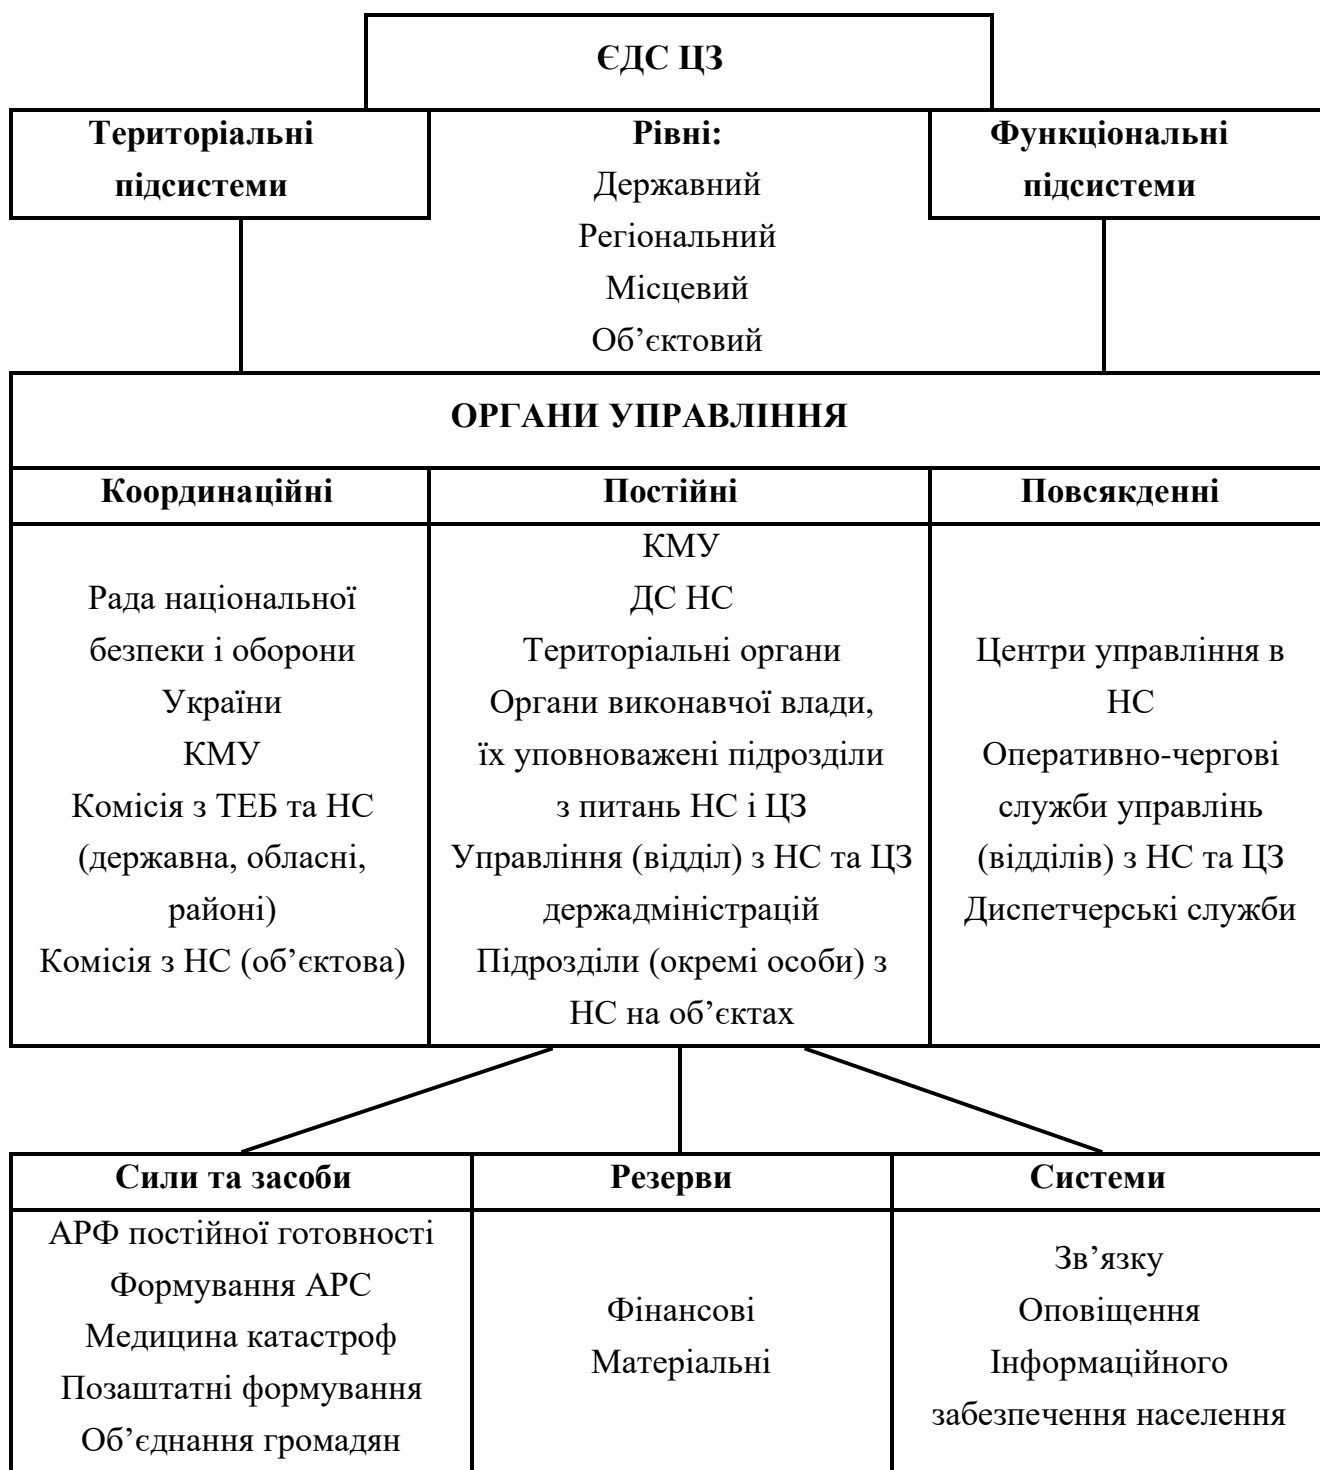 ЄДС ЦЗ
Територіальні
підсистеми
Рівні:
Державний
Регіональний
Місцевий
Об’єктовий
Функціональні
підсистеми
ОРГАНИ УПРАВЛІННЯ
Координаційні
Постійні
Повсякденні
Рада національної
безпеки і оборони
України
КМУ
Комісія з ТЕБ та НС
(державна, обласні,
районі)
Комісія з НС (об’єктова)
КМУ
ДС НС
Територіальні органи
Органи виконавчої влади,
їх уповноважені підрозділи
з питань НС і ЦЗ
Управління (відділ) з НС та ЦЗ
держадміністрацій
Підрозділи (окремі особи) з
НС на об’єктах
Центри управління в
НС
Оперативно-чергові
служби управлінь
(відділів) з НС та ЦЗ
Диспетчерські служби
Сили та засоби
Резерви
Системи
АРФ постійної готовності
Формування АРС
Медицина катастроф
Позаштатні формування
Об’єднання громадян
Фінансові
Матеріальні
Зв’язку
Оповіщення
Інформаційного
забезпечення населення